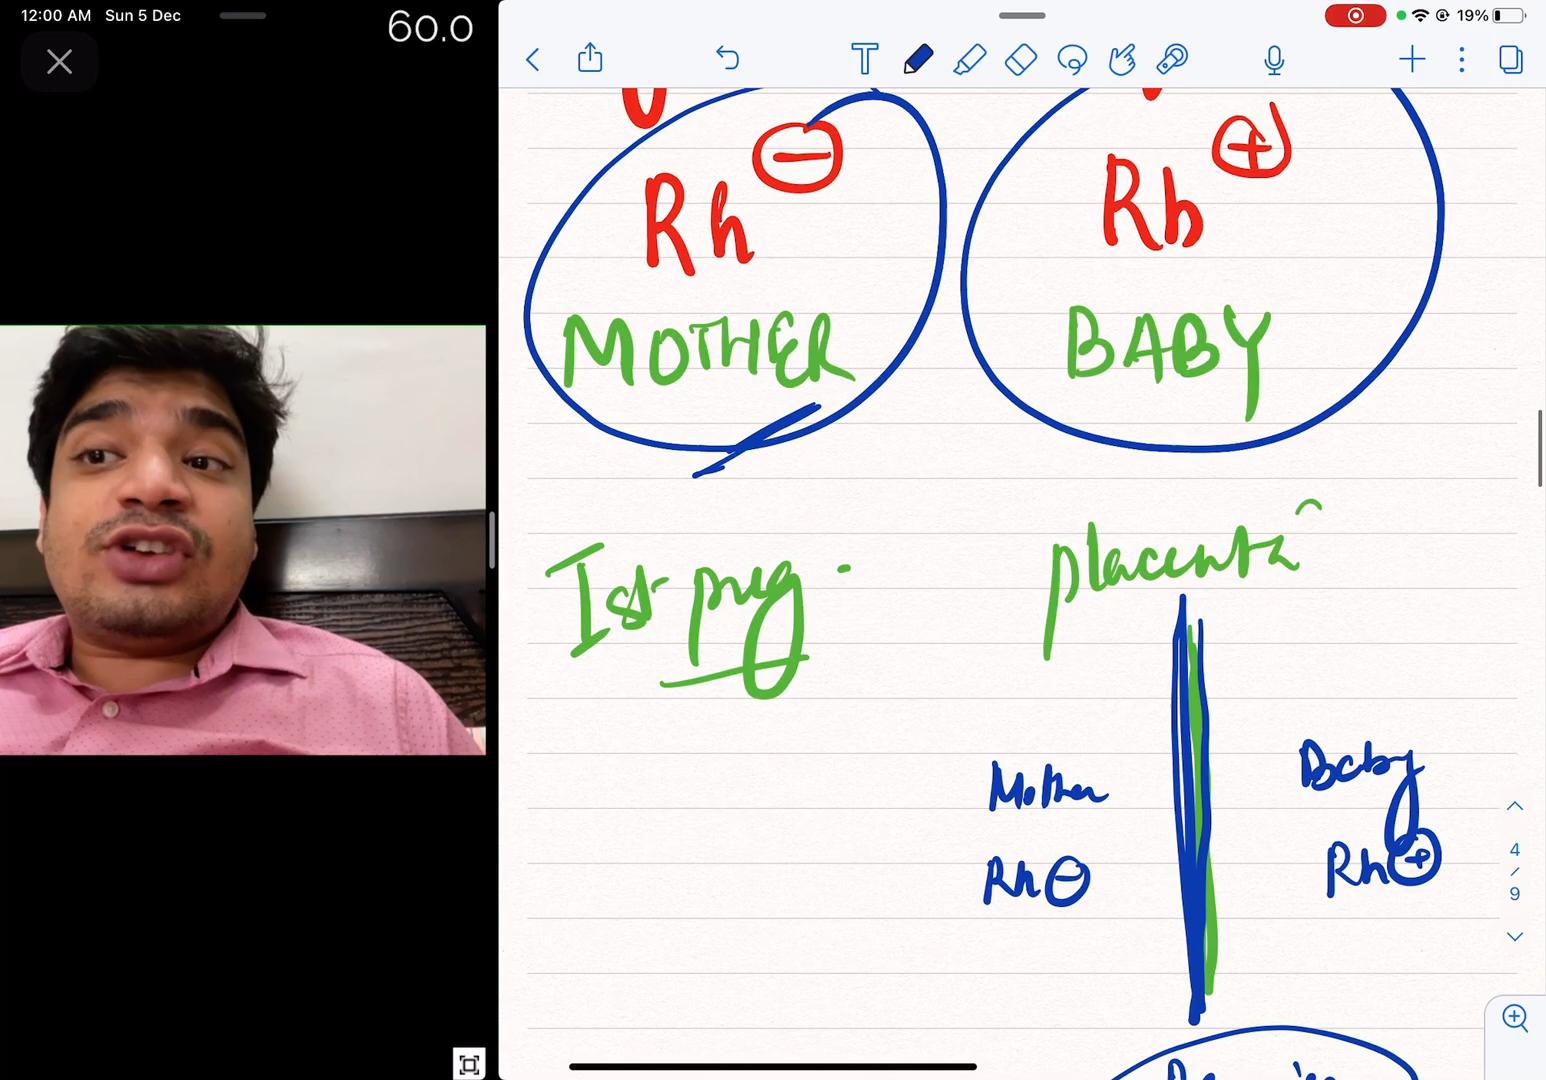 12:00 AM Sun 5 Dec
60.0
19%
T
Rh ⊖
Rh ⊕
MOTHER
BABY
Ist preg.
placenta
Mother
Baby
Rh ⊖
Rh ⊕
4
/
9